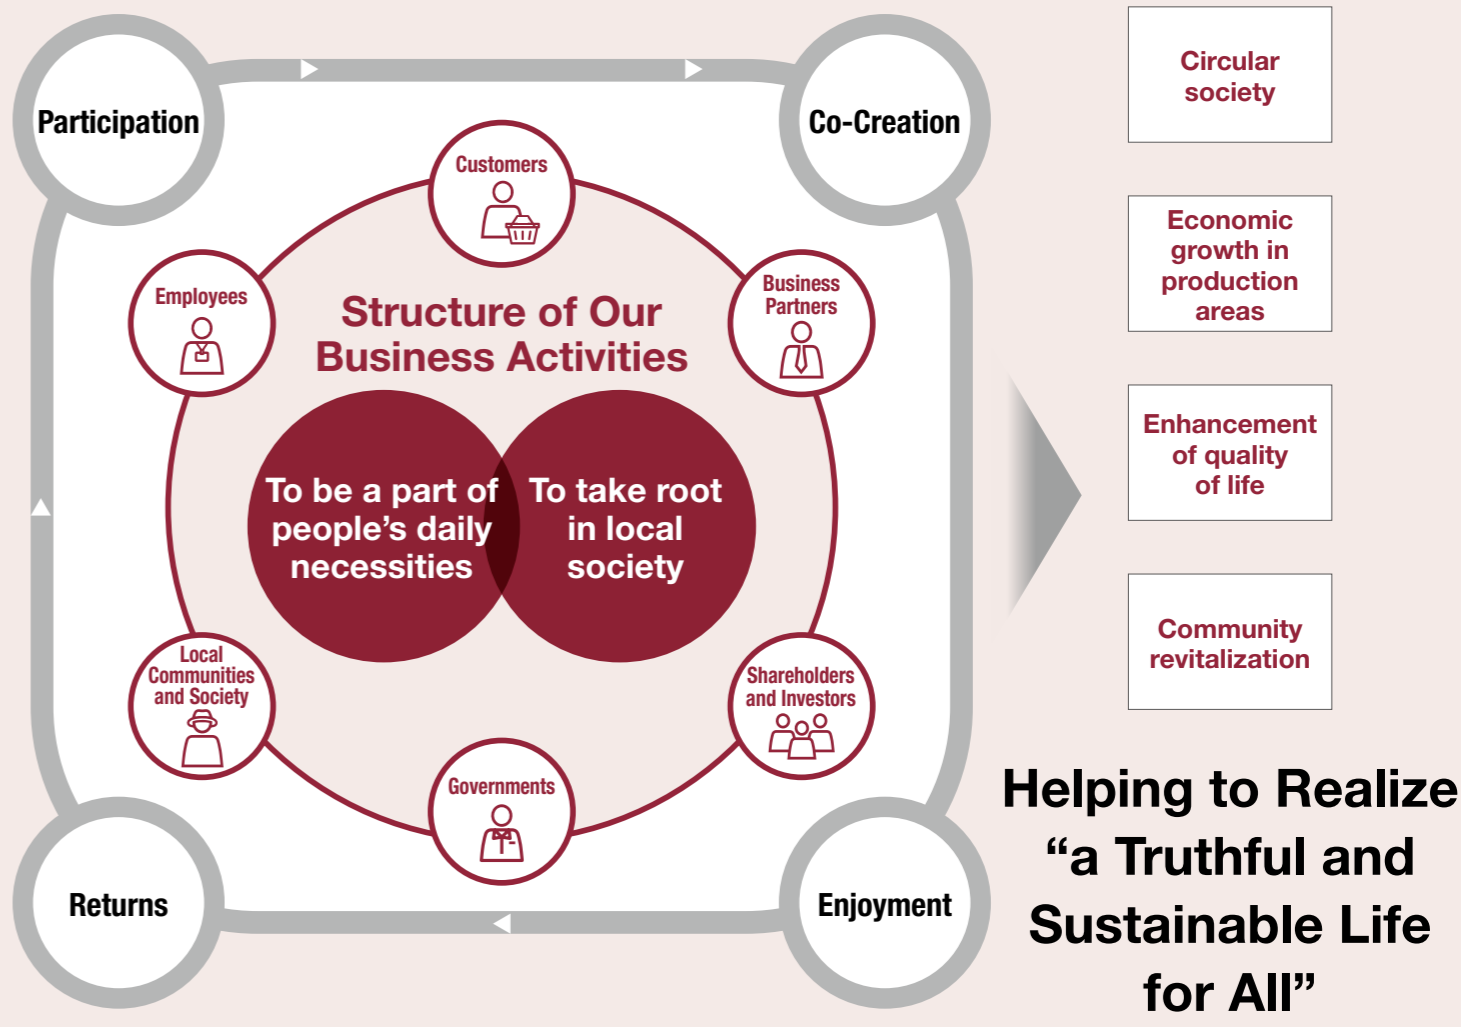 Participation
Co-Creation
Customers
Employees
Business
Partners
Structure of Our
Business Activities
To be a part of
people’s daily
necessities
To take root
in local
society
Local
Communities
and Society
Shareholders
and Investors
Governments
Returns
Enjoyment
Circular
society
Economic
growth in
production
areas
Enhancement
of quality
of life
Community
revitalization
Helping to Realize
“a Truthful and
Sustainable Life
for All”